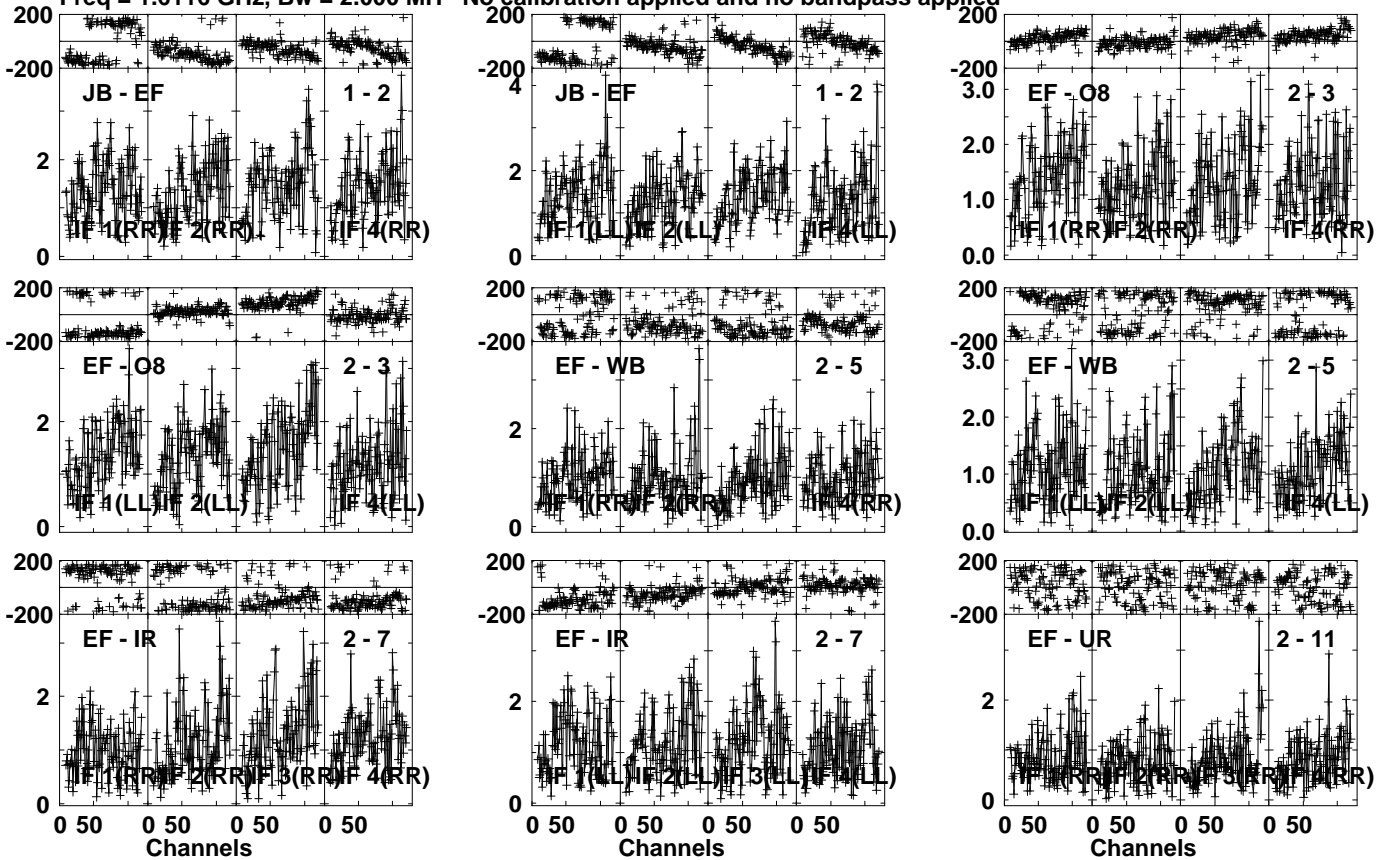 Freq = 1.6116 GHz, Bw = 2.000 MH No calibration applied and no bandpass applied
200
-200
JB - EF 1 - 2
2
0
IF 1(RR) IF 2(RR) IF 4(RR)
200
-200
JB - EF 1 - 2
4
2
0
IF 1(LL) IF 2(LL) IF 4(LL)
200
-200
EF - O8 2 - 3
3.0
2.0
1.0
0.0
IF 1(RR) IF 2(RR) IF 4(RR)
200
-200
EF - O8 2 - 3
2
0
IF 1(LL) IF 2(LL) IF 4(LL)
200
-200
EF - WB 2 - 5
2
0
IF 1(RR) IF 2(RR) IF 4(RR)
200
-200
EF - WB 2 - 5
3.0
2.0
1.0
0.0
IF 1(LL) IF 2(LL) IF 4(LL)
200
-200
EF - IR 2 - 7
2
0
IF 1(RR) IF 2(RR) IF 3(RR) IF 4(RR)
0 50 0 50 0 50 0 50
Channels
200
-200
EF - IR 2 - 7
2
0
IF 1(LL) IF 2(LL) IF 3(LL) IF 4(LL)
0 50 0 50 0 50 0 50
Channels
200
-200
EF - UR 2 - 11
2
0
IF 1(RR) IF 2(RR) IF 3(RR) IF 4(RR)
0 50 0 50 0 50 0 50
Channels